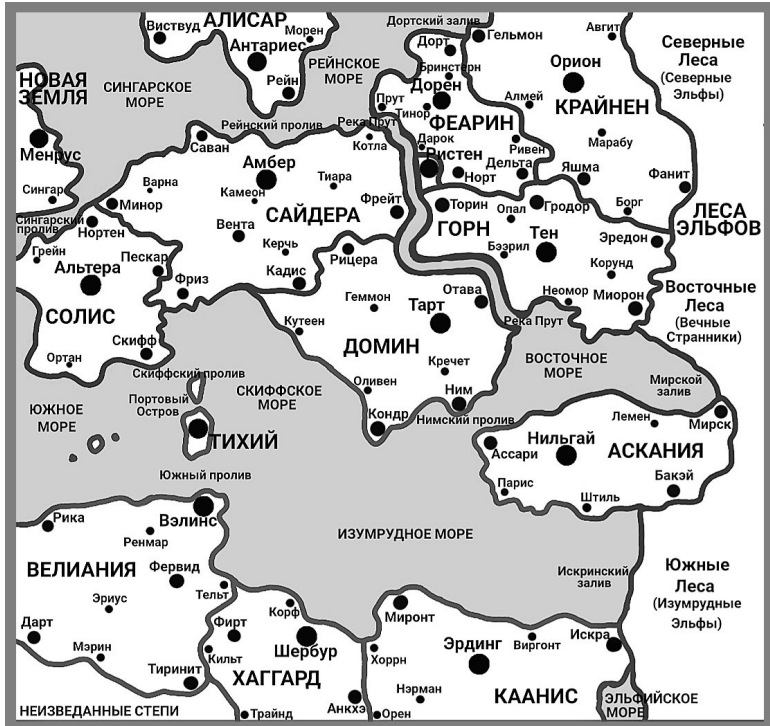 АЛИСАР
Виствуд
Морен
Антариес
Рейн
Дортский залив
Гельмон
Авгит
Дорт
Северные
Леса
(Северные
Эльфы)
НОВАЯ
ЗЕМЛЯ
СИНГАРСКОЕ
МОРЕ
РЕЙНСКОЕ
МОРЕ
Бринстерн
Дорен
Орион
КРАЙНЕН
Прут
Тинор
ФЕАРИН
Алмей
Менрус
Рейнский пролив
Река Прут
Саван
Котла
Дарок
Ристен
Ривен
Марабу
Дельта
Норт
Яшма
Фанит
Амбер
Варна
Камеон
Тиара
Сингар
Минор
Сингарский
пролив
Нортен
САЙДЕРА
Фрейт
Торин
Опал
Гродор
Борг
ЛЕСА
ЭЛЬФОВ
ГОРН
Вента
Керчь
Рицера
Бээрил
Тен
Эредон
Грейн
Альтера
Пескар
Фриз
Кадис
Корунд
Неомор
Миорон
Восточные
Леса
(Вечные
Странники)
СОЛИС
Геммон
Тарт
Отава
Кутеен
Река Прут
ДОМИН
Скифф
Ортан
Кречет
ВОСТОЧНОЕ
МОРЕ
Скиффский пролив
Портовый
Остров
СКИФФСКОЕ
МОРЕ
Оливен
Ним
Мирской
залив
ЮЖНОЕ
МОРЕ
Кондр
Нимский пролив
Лемен
Мирск
ТИХИЙ
Нильгай
АСКАНИЯ
Ассари
Южный пролив
Парис
Бакэй
Штиль
Рика
Вэлинс
Ренмар
ИЗУМРУДНОЕ МОРЕ
ВЕЛИАНИЯ
Фервид
Тельт
Эриус
Искринский
залив
Южные
Леса
(Изумрудные
Эльфы)
Корф
Миронт
Дарт
Фирт
Мэрин
Кильт
Шербур
Хоррн
Эрдинг
Виргонт
Искра
Тиринит
ХАГГАРД
Нэрман
КААНИС
ЭЛЬФИЙСКОЕ
МОРЕ
НЕИЗВЕДАННЫЕ СТЕПИ
Трайнд
Анкхэ
Орен